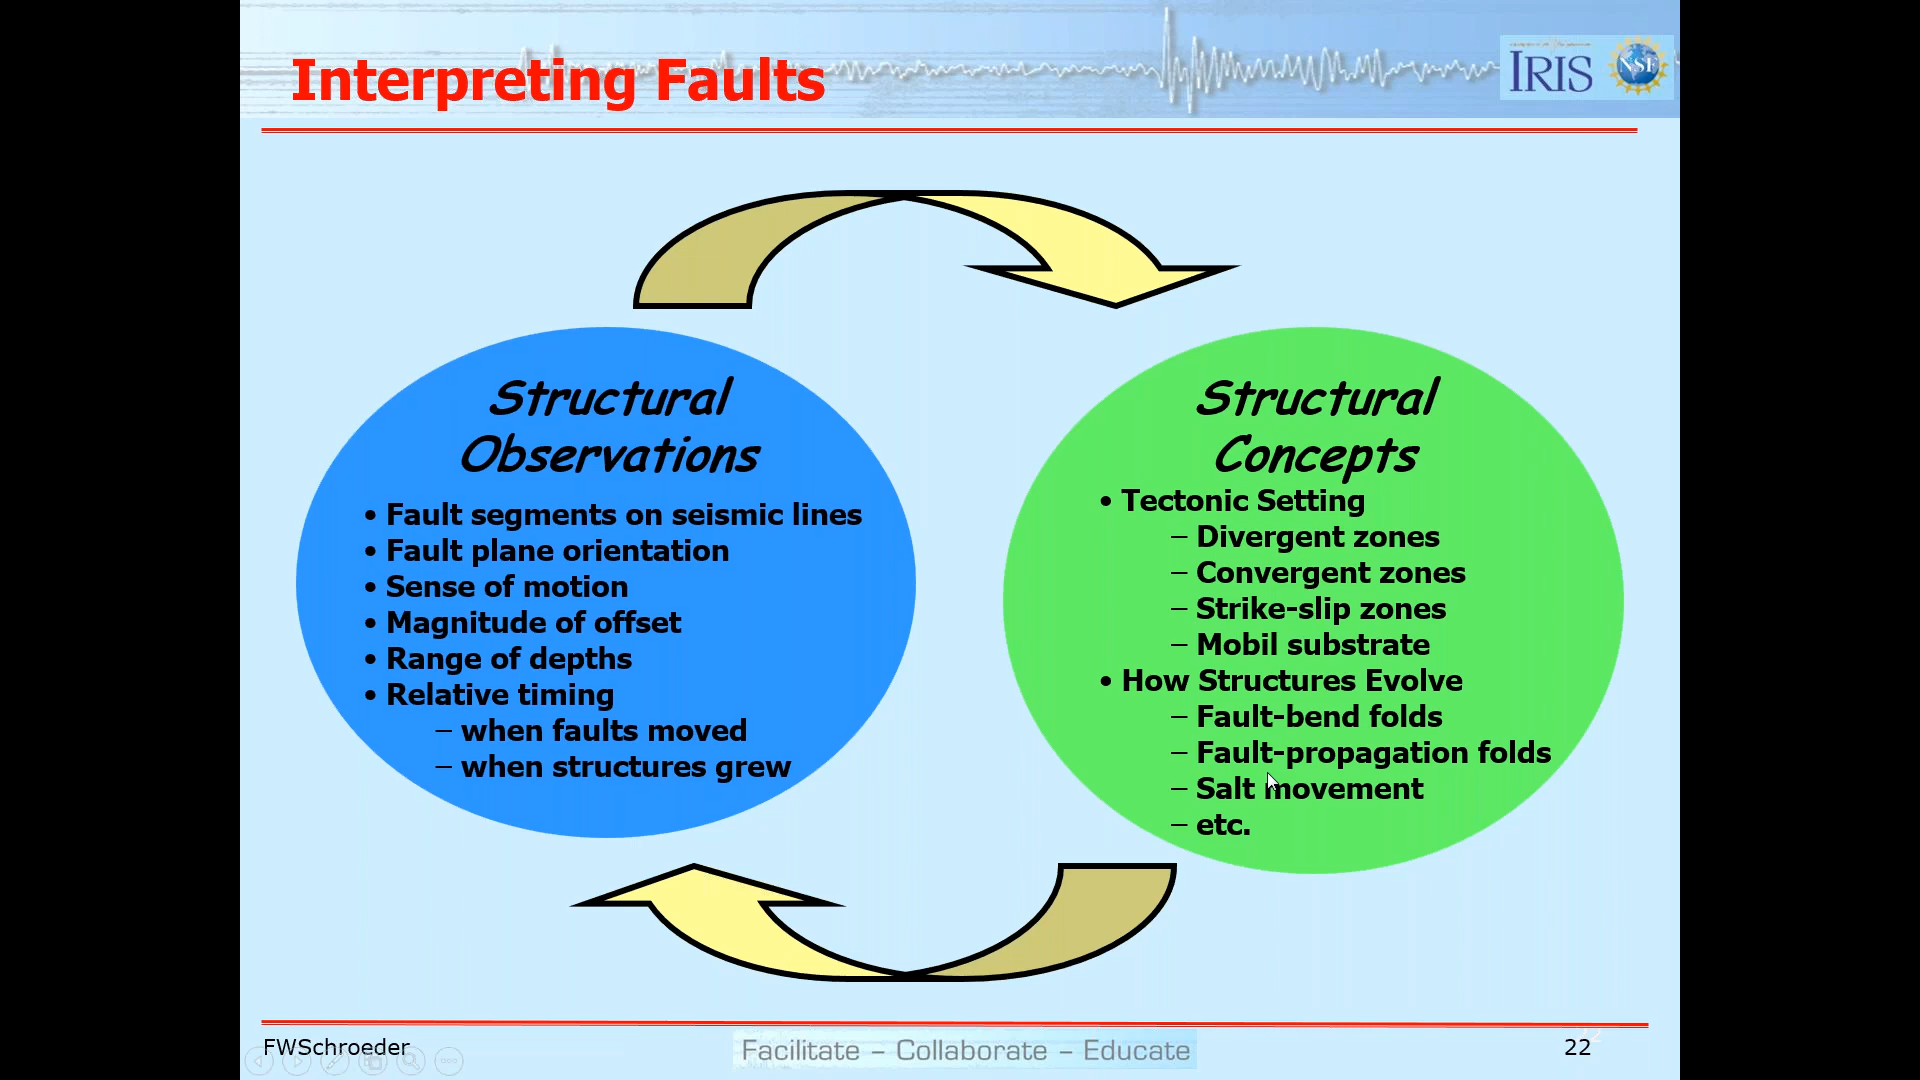 Interpreting Faults
IRIS
NSF
Structural
Observations
• Fault segments on seismic lines
• Fault plane orientation
• Sense of motion
• Magnitude of offset
• Range of depths
• Relative timing
– when faults moved
– when structures grew
Structural
Concepts
• Tectonic Setting
– Divergent zones
– Convergent zones
– Strike-slip zones
– Mobil substrate
• How Structures Evolve
– Fault-bend folds
– Fault-propagation folds
– Salt movement
– etc.
FWSchroeder
Facilitate – Collaborate – Educate
22